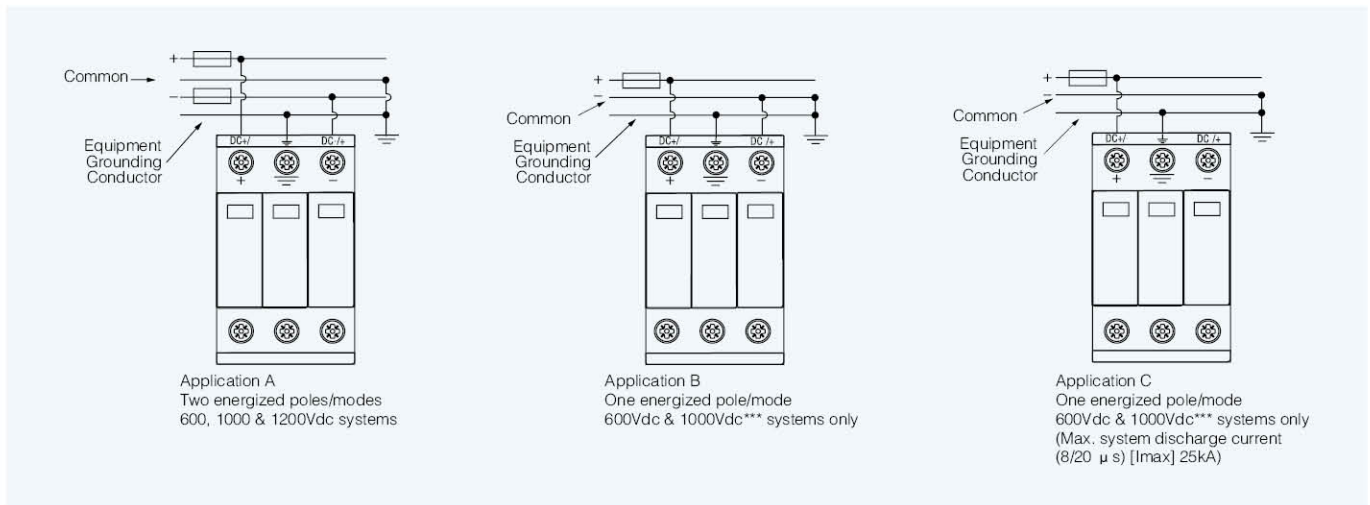 +
Common
−
Equipment
Grounding
Conductor
DC+/
DC /+
+
−
Application A
Two energized poles/modes
600, 1000 & 1200Vdc systems
+
−
Common
Equipment
Grounding
Conductor
DC+/
DC /+
+
−
Application B
One energized pole/mode
600Vdc & 1000Vdc*** systems only
+
−
Common
Equipment
Grounding
Conductor
DC+/
DC /+
+
−
Application C
One energized pole/mode
600Vdc & 1000Vdc*** systems only
(Max. system discharge current
(8/20 μ s) [Imax] 25kA)